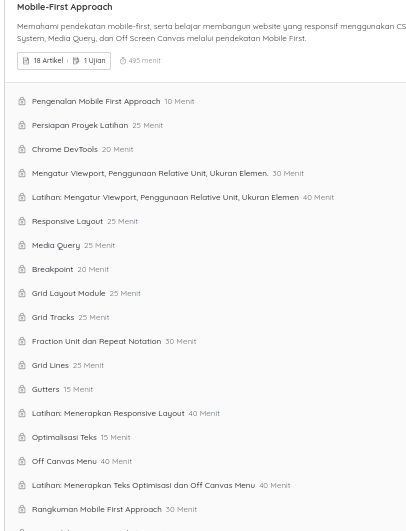 Mobile-First Approach
Memahami pendekatan mobile-first, serta belajar membangun website yang responsif menggunakan CS
System, Media Query, dan Off Screen Canvas melalui pendekatan Mobile First.
18 Artikel | 1 Ujian 495 menit
Pengenalan Mobile First Approach 10 Menit
Persiapan Proyek Latihan 25 Menit
Chrome DevTools 20 Menit
Mengatur Viewport, Penggunaan Relative Unit, Ukuran Elemen. 30 Menit
Latihan: Mengatur Viewport, Penggunaan Relative Unit, Ukuran Elemen 40 Menit
Responsive Layout 25 Menit
Media Query 25 Menit
Breakpoint 20 Menit
Grid Layout Module 25 Menit
Grid Tracks 25 Menit
Fraction Unit dan Repeat Notation 30 Menit
Grid Lines 25 Menit
Gutters 15 Menit
Latihan: Menerapkan Responsive Layout 40 Menit
Optimalisasi Teks 15 Menit
Off Canvas Menu 40 Menit
Latihan: Menerapkan Teks Optimisasi dan Off Canvas Menu 40 Menit
Rangkuman Mobile First Approach 30 Menit